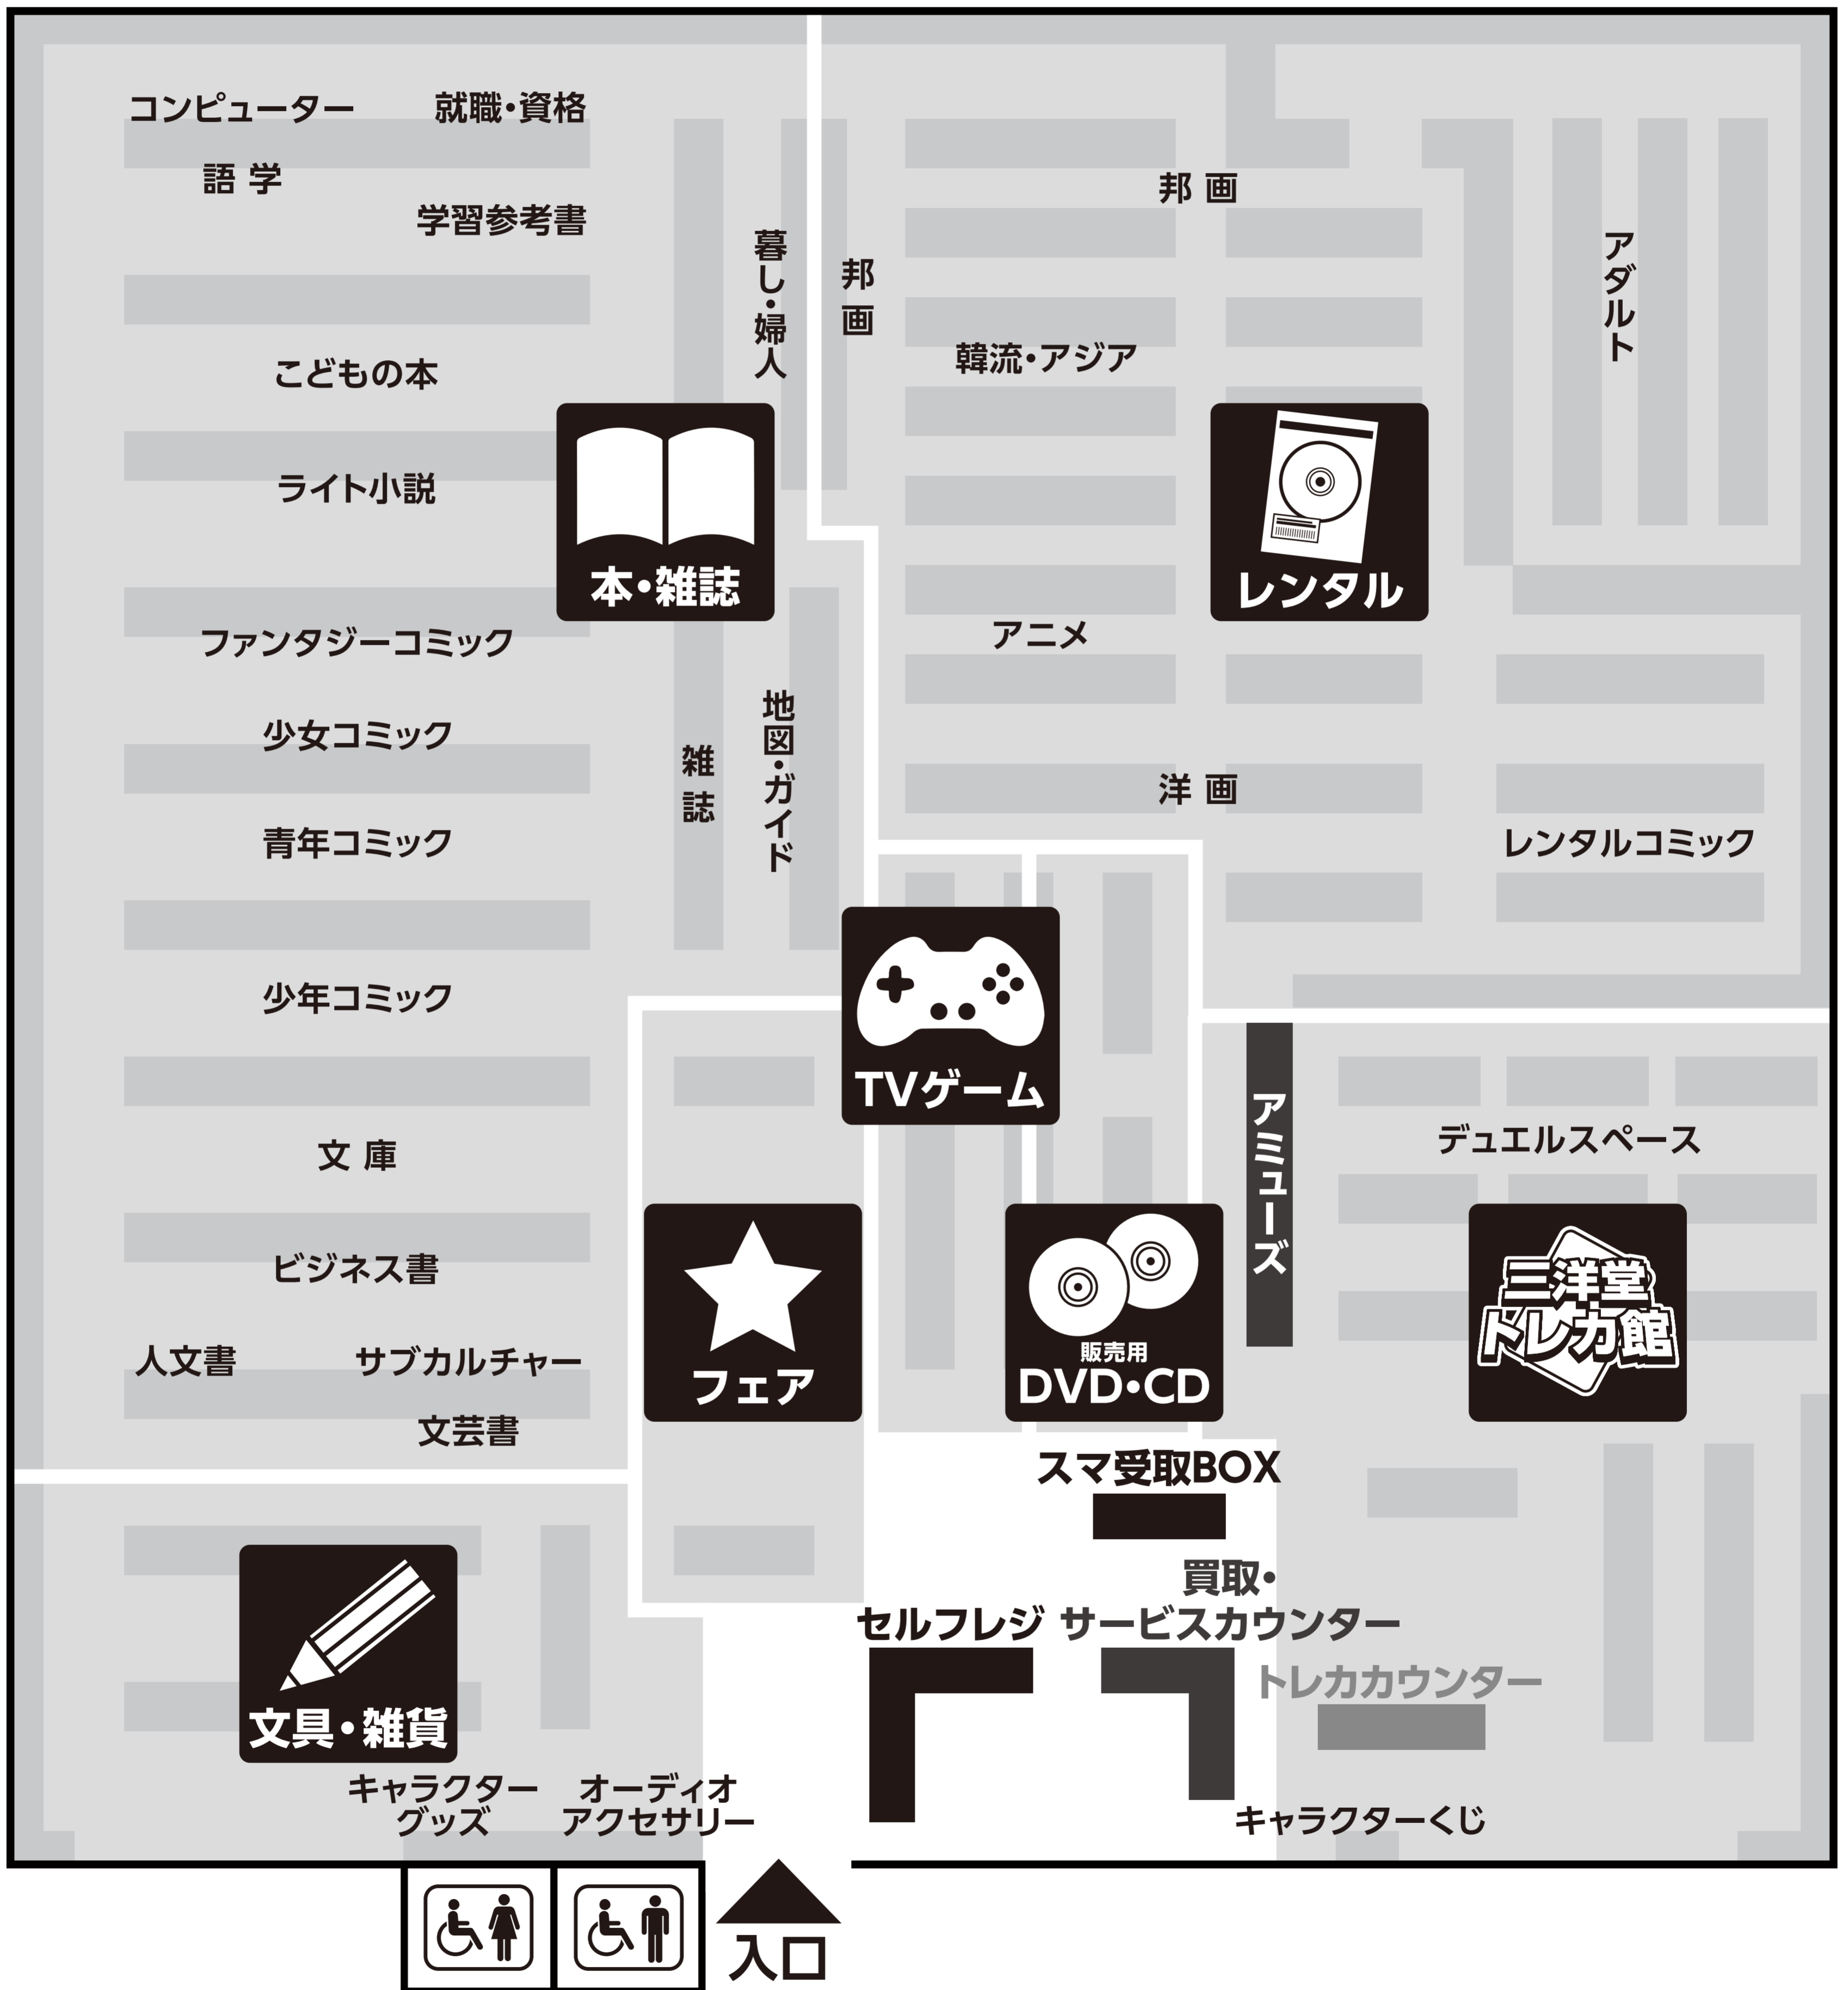 コンピューター
就職・資格
語学
学習参考書
こどもの本
ライト小説
ファンタジーコミック
少女コミック
青年コミック
少年コミック
文庫
ビジネス書
人文書
サブカルチャー
文芸書
暮し・婦人
本・雑誌
雑誌
地図・ガイド
邦画
邦画
韓流・アジア
アニメ
洋画
レンタル
アダルト
レンタルコミック
TVゲーム
フェア
販売用
DVD・CD
アミューズ
デュエルスペース
三洋堂
トレカ館
スマ受取BOX
買取・
サービスカウンター
セルフレジ
トレカカウンター
キャラクターくじ
文具・雑貨
キャラクター
グッズ
オーディオ
アクセサリー
入口